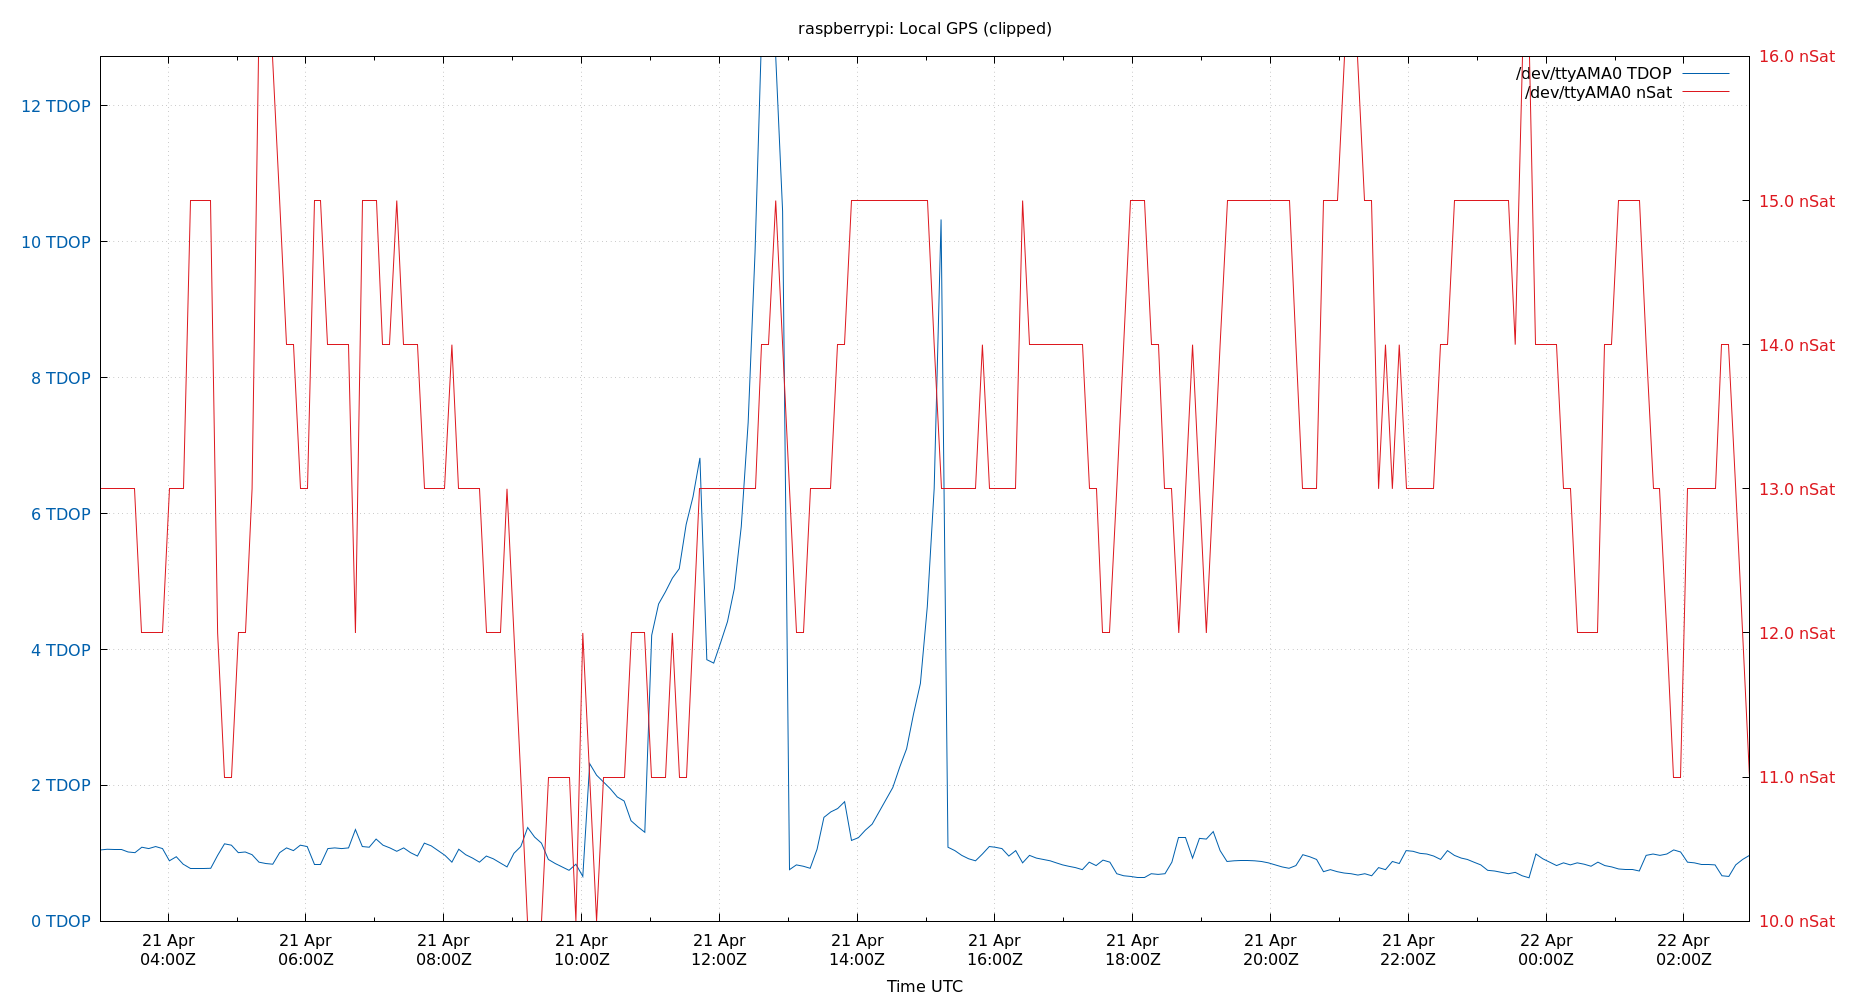 raspberrypi: Local GPS (clipped)
/dev/ttyAMA0 TDOP
/dev/ttyAMA0 nSat
12 TDOP
10 TDOP
8 TDOP
6 TDOP
4 TDOP
2 TDOP
0 TDOP
16.0 nSat
15.0 nSat
14.0 nSat
13.0 nSat
12.0 nSat
11.0 nSat
10.0 nSat
21 Apr
04:00Z
21 Apr
06:00Z
21 Apr
08:00Z
21 Apr
10:00Z
21 Apr
12:00Z
21 Apr
14:00Z
21 Apr
16:00Z
21 Apr
18:00Z
21 Apr
20:00Z
21 Apr
22:00Z
22 Apr
00:00Z
22 Apr
02:00Z
Time UTC